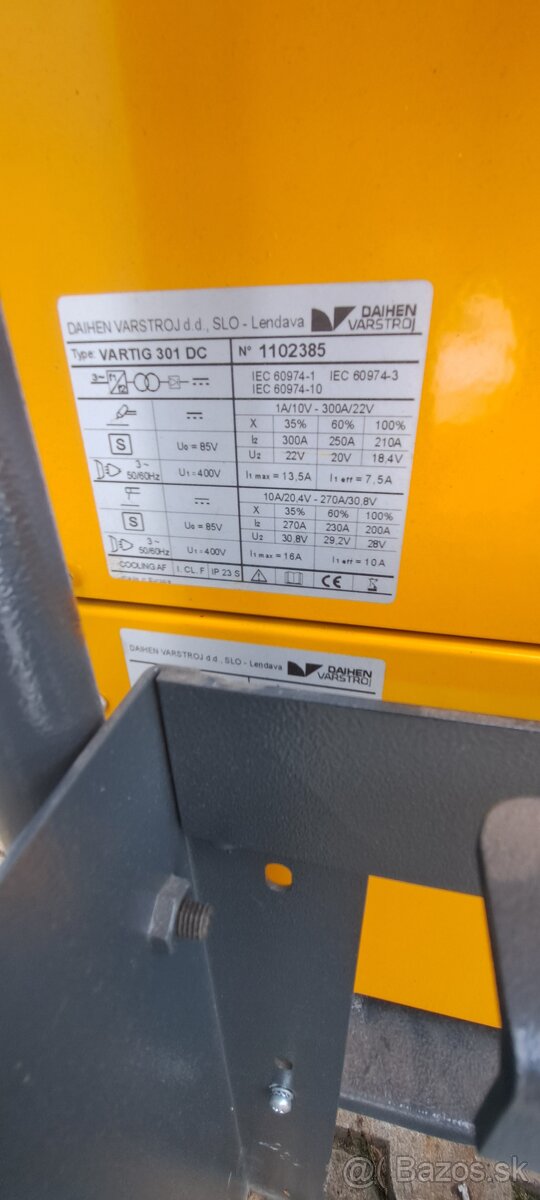 DAIHEN VARSTROJ d.d., SLO - Lendava DAIHEN VARSTROJ
Type: VARTIG 301 DC N° 1102385
3~ f1 f2 IEC 60974-1 IEC 60974-3
IEC 60974-10
1A/10V - 300A/22V
X 35% 60% 100%
S U₀ = 85V I2 300A 250A 210A
U2 22V 20V 18,4V
3~ 50/60Hz U1 = 400V I1 max = 13,5A I1 eff = 7,5A
10A/20,4V - 270A/30,8V
X 35% 60% 100%
S U₀ = 85V I2 270A 230A 200A
U2 30,8V 29,2V 28V
3~ 50/60Hz U1 = 400V I1 max = 16A I1 eff = 10A
COOLING AF I. CL. F IP 23 S CE
DAIHEN VARSTROJ d.d., SLO - Lendava DAIHEN VARSTROJ
@ Bazos.sk